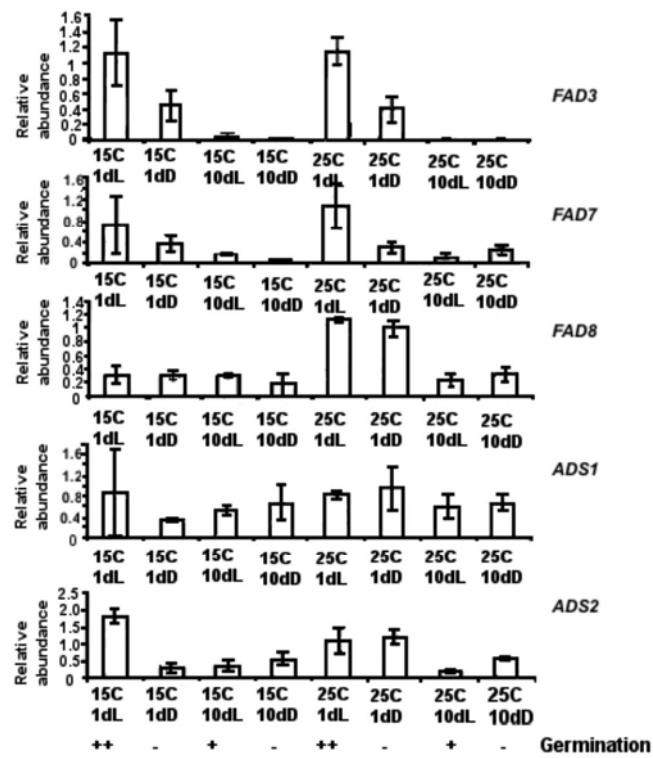 1.6
1.4
1.2
1
0.8
0.6
0.4
0.2
0
Relative
abundance
FAD3
15C 15C 15C 15C 25C 25C 25C 25C
1dL 1dD 10dL 10dD 1dL 1dD 10dL 10dD
1.6
1.2
0.8
0.4
0
Relative
abundance
FAD7
15C 15C 15C 15C 25C 25C 25C 25C
1dL 1dD 10dL 10dD 1dL 1dD 10dL 10dD
1.4
1.2
1
0.8
0.6
0.4
0.2
0
Relative
abundance
FAD8
15C 15C 15C 15C 25C 25C 25C 25C
1dL 1dD 10dL 10dD 1dL 1dD 10dL 10dD
1.6
1.2
0.8
0.4
0
Relative
abundance
ADS1
15C 15C 15C 15C 25C 25C 25C 25C
1dL 1dD 10dL 10dD 1dL 1dD 10dL 10dD
2.5
2.0
1.5
1.0
0.5
0
Relative
abundance
ADS2
15C 15C 15C 15C 25C 25C 25C 25C
1dL 1dD 10dL 10dD 1dL 1dD 10dL 10dD
++ - + - ++ - + - Germination